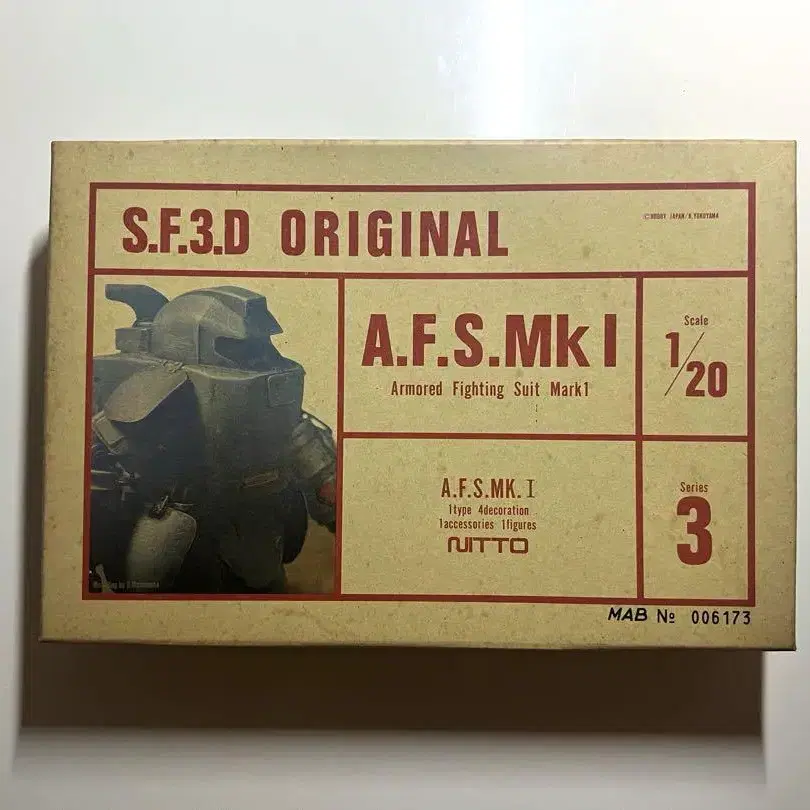 S.F.3.D ORIGINAL
©HOBBY JAPAN/K.YOKOYAMA
A.F.S.Mk I
Armored Fighting Suit Mark1
Scale
1/20
A.F.S.MK. I
1type 4decoration
1accessories 1figures
NITTO
Series
3
MAB № 006173